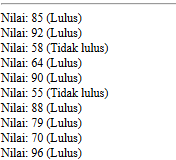 Nilai: 85 (Lulus)
Nilai: 92 (Lulus)
Nilai: 58 (Tidak lulus)
Nilai: 64 (Lulus)
Nilai: 90 (Lulus)
Nilai: 55 (Tidak lulus)
Nilai: 88 (Lulus)
Nilai: 79 (Lulus)
Nilai: 70 (Lulus)
Nilai: 96 (Lulus)